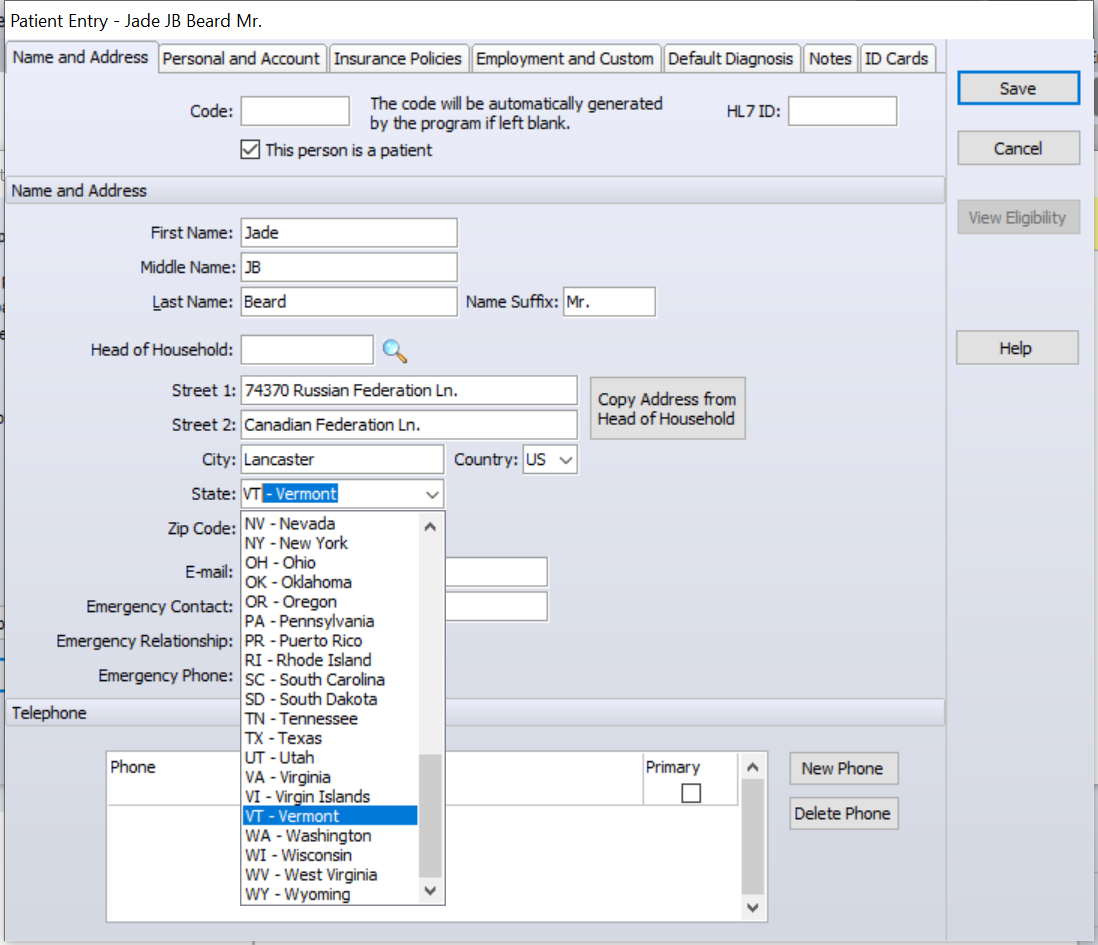 Patient Entry - Jade JB Beard Mr.
Name and Address
Personal and Account
Insurance Policies
Employment and Custom
Default Diagnosis
Notes
ID Cards
Save
Cancel
View Eligibility
Help
Code:
The code will be automatically generated
by the program if left blank.
HL7 ID:
This person is a patient
Name and Address
First Name: Jade
Middle Name: JB
Last Name: Beard
Name Suffix: Mr.
Head of Household:
Street 1: 74370 Russian Federation Ln.
Street 2: Canadian Federation Ln.
Copy Address from
Head of Household
City: Lancaster
Country: US
State: VT - Vermont
Zip Code:
E-mail:
Emergency Contact:
Emergency Relationship:
Emergency Phone:
NV - Nevada
NY - New York
OH - Ohio
OK - Oklahoma
OR - Oregon
PA - Pennsylvania
PR - Puerto Rico
RI - Rhode Island
SC - South Carolina
SD - South Dakota
TN - Tennessee
TX - Texas
UT - Utah
VA - Virginia
VI - Virgin Islands
VT - Vermont
WA - Washington
WI - Wisconsin
WV - West Virginia
WY - Wyoming
Telephone
Phone
Primary
New Phone
Delete Phone